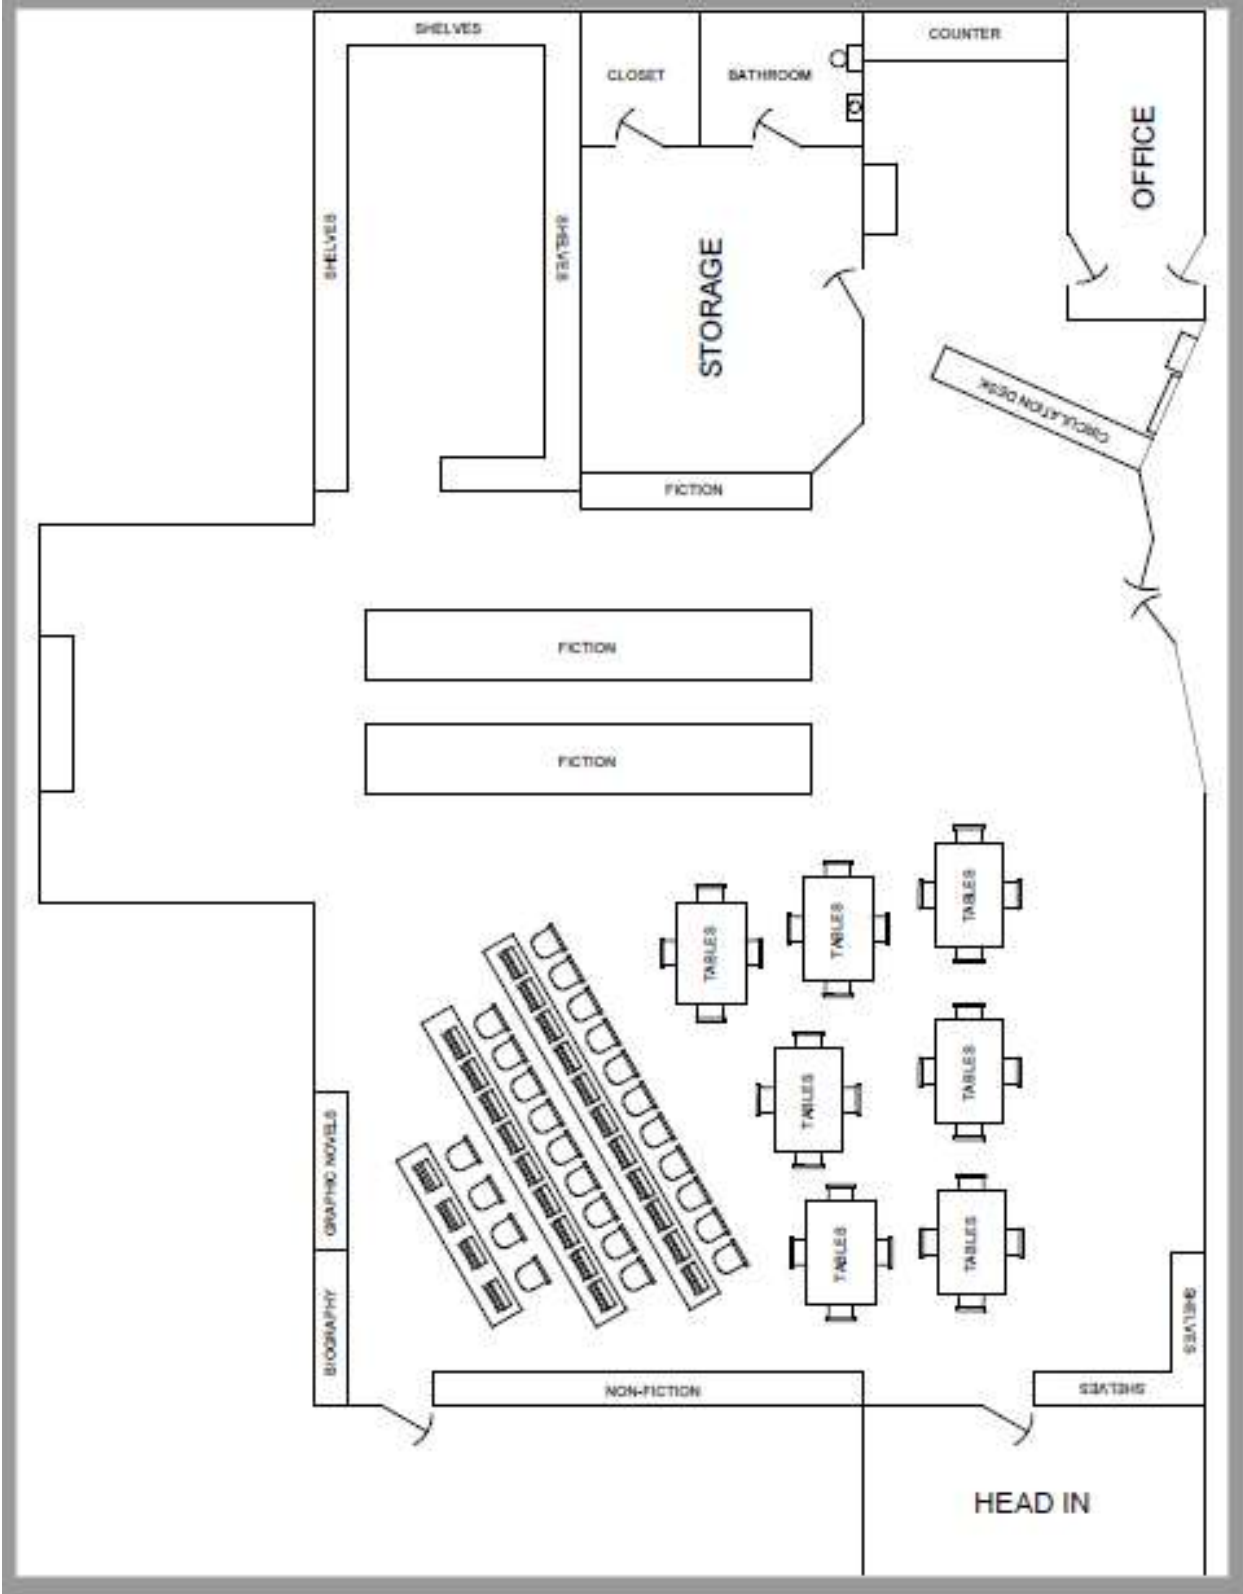 SHELVES
COUNTER
CLOSET
BATHROOM
OFFICE
SHELVES
SHELVES
STORAGE
CIRCULATION DESK
FICTION
FICTION
FICTION
TABLES
TABLES
TABLES
TABLES
TABLES
TABLES
TABLES
GRAPHIC NOVELS
BIOGRAPHY
SHELVES
NON-FICTION
SHELVES
HEAD IN